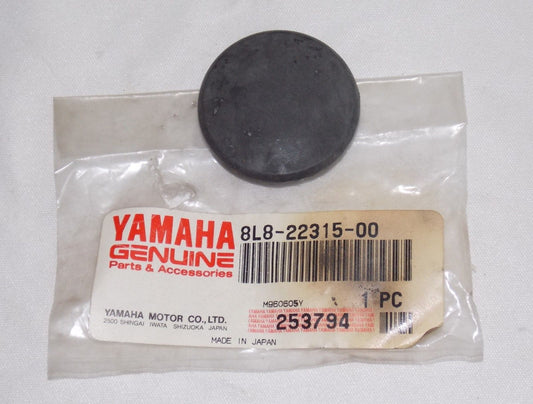 YAMAHA
GENUINE
Parts & Accessories
8L8-22315-00
M960605Y
1 PC
YAMAHA MOTOR CO., LTD.
2500 SHINGAI IWATA SHIZUOKA JAPAN
253794
MADE IN JAPAN